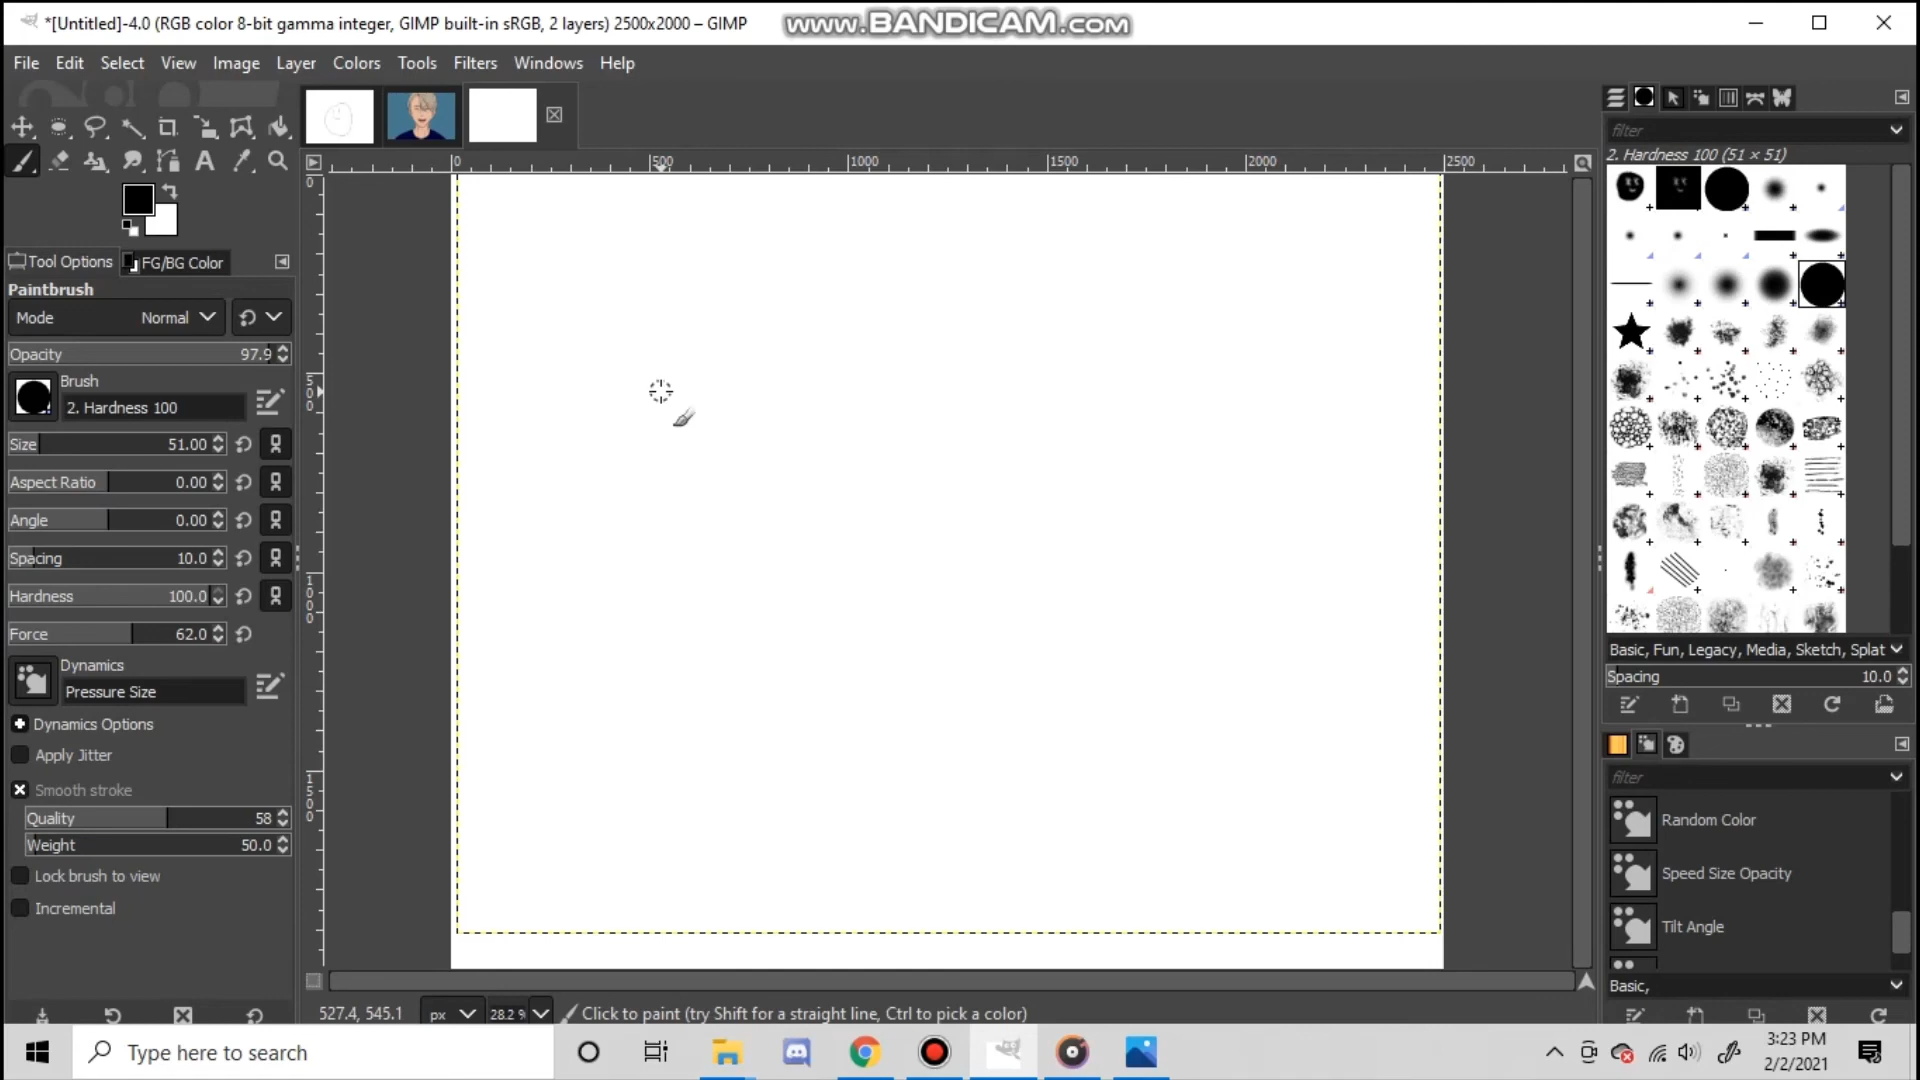 *[Untitled]-4.0 (RGB color 8-bit gamma integer, GIMP built-in sRGB, 2 layers) 2500x2000 – GIMP
www.BANDICAM.com
File Edit Select View Image Layer Colors Tools Filters Windows Help
filter
2. Hardness 100 (51 × 51)
0 500 1000 1500 2000 2500
0
500
1000
1500
Tool Options FG/BG Color
Paintbrush
Mode Normal
Opacity 97.9
Brush
2. Hardness 100
Size 51.00
Aspect Ratio 0.00
Angle 0.00
Spacing 10.0
Hardness 100.0
Force 62.0
Dynamics
Pressure Size
Dynamics Options
Apply Jitter
Smooth stroke
Quality 58
Weight 50.0
Lock brush to view
Incremental
Basic, Fun, Legacy, Media, Sketch, Splat
Spacing 10.0
filter
Random Color
Speed Size Opacity
Tilt Angle
Basic,
527.4, 545.1 px 28.2 % Click to paint (try Shift for a straight line, Ctrl to pick a color)
Type here to search
3:23 PM
2/2/2021